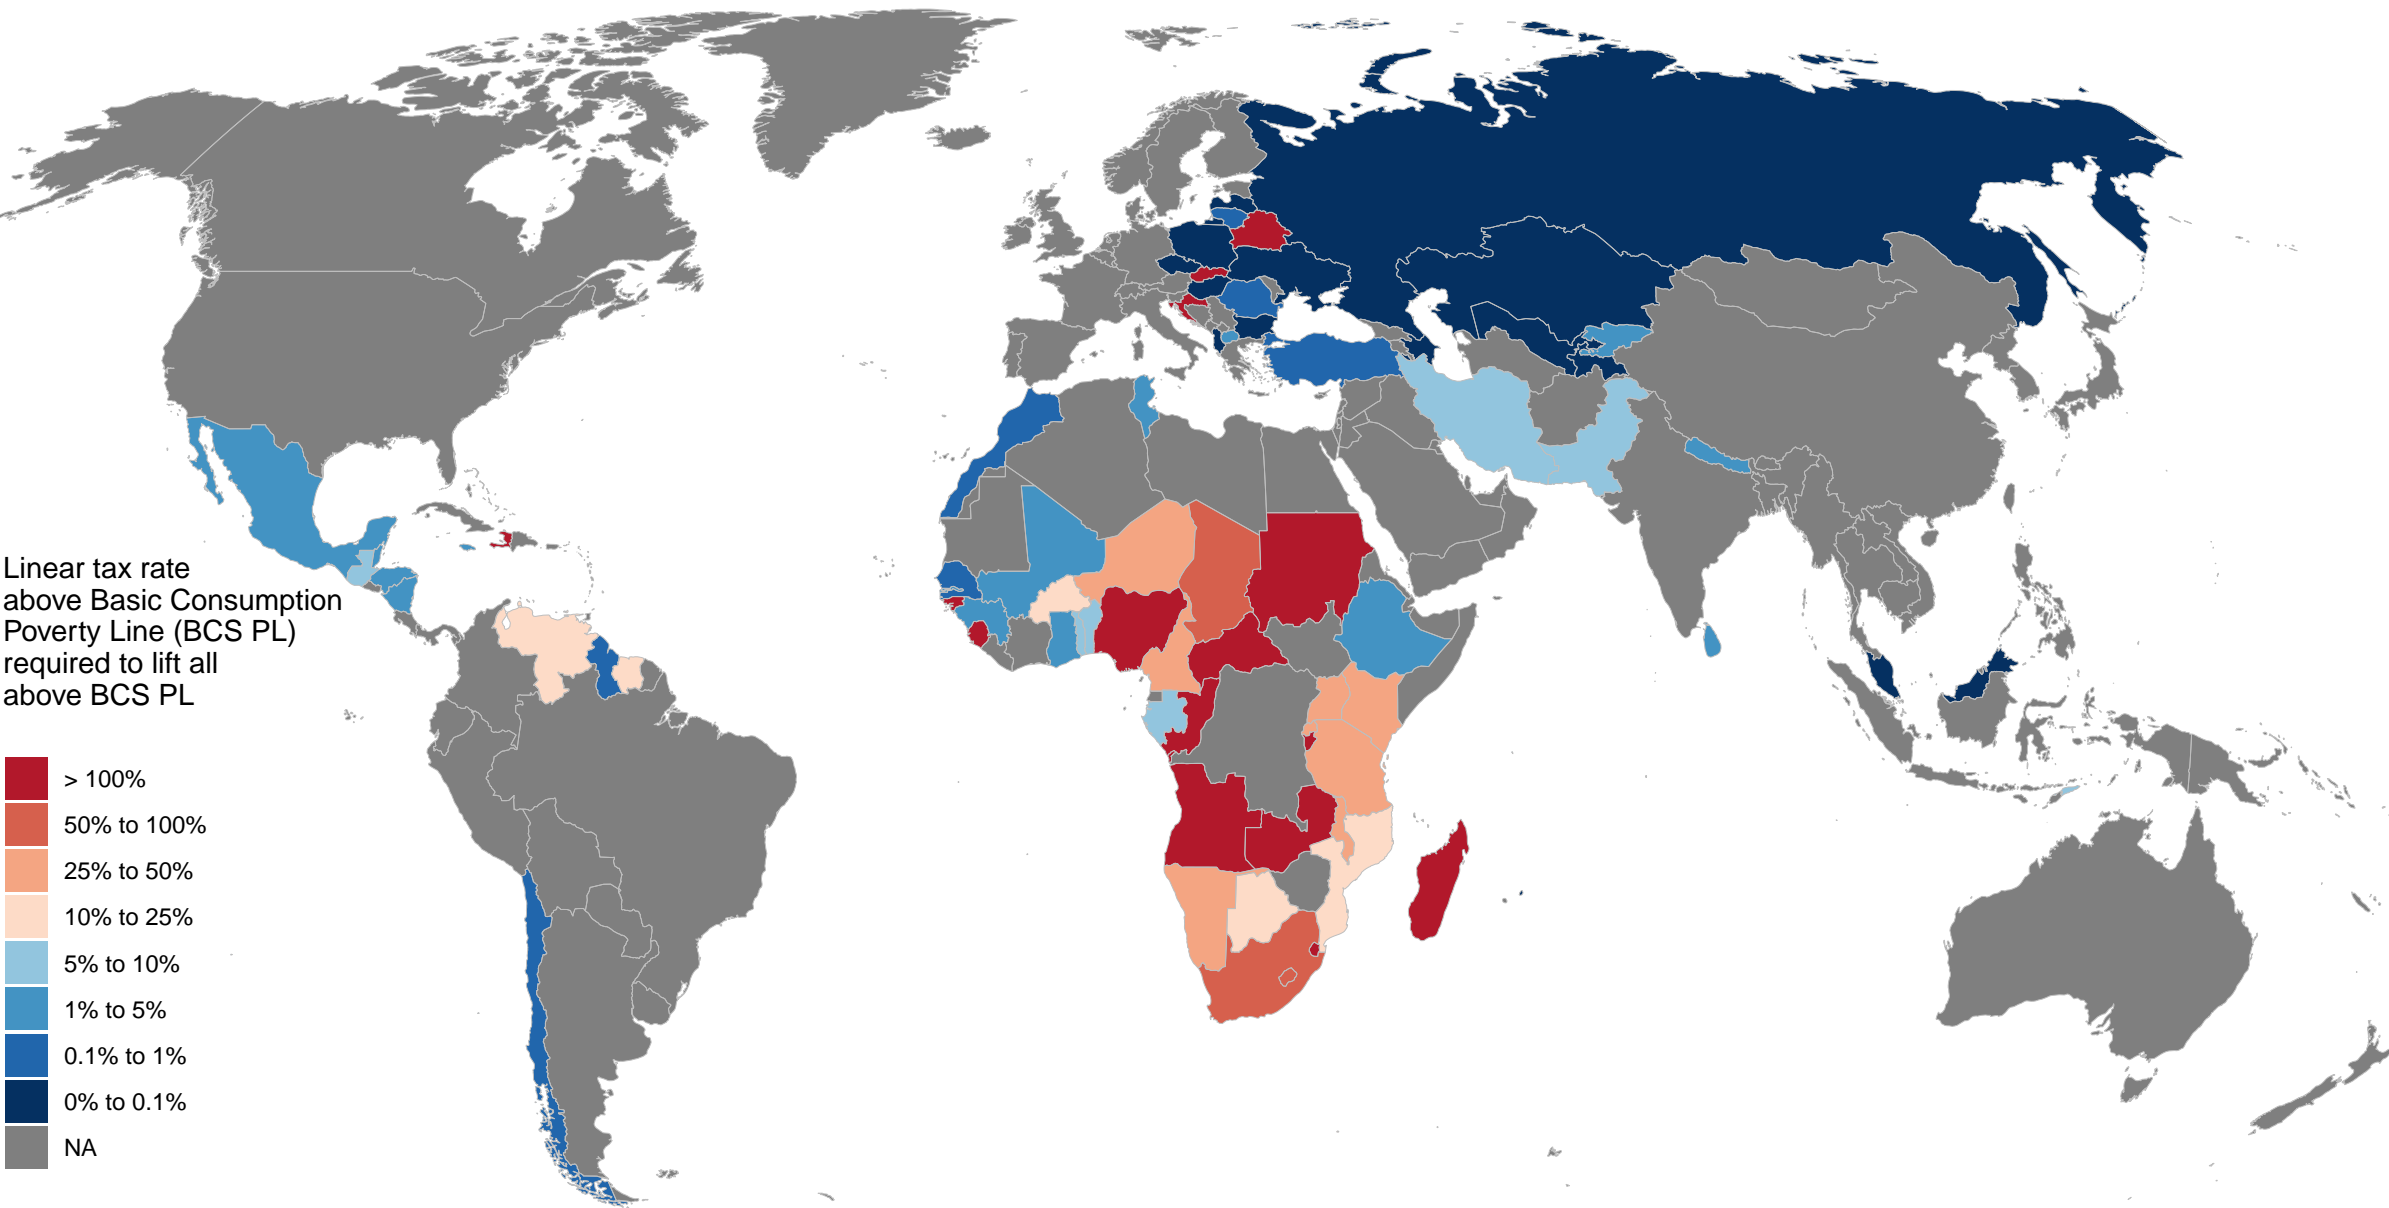 Linear tax rate
above Basic Consumption
Poverty Line (BCS PL)
required to lift all
above BCS PL
> 100%
50% to 100%
25% to 50%
10% to 25%
5% to 10%
1% to 5%
0.1% to 1%
0% to 0.1%
NA